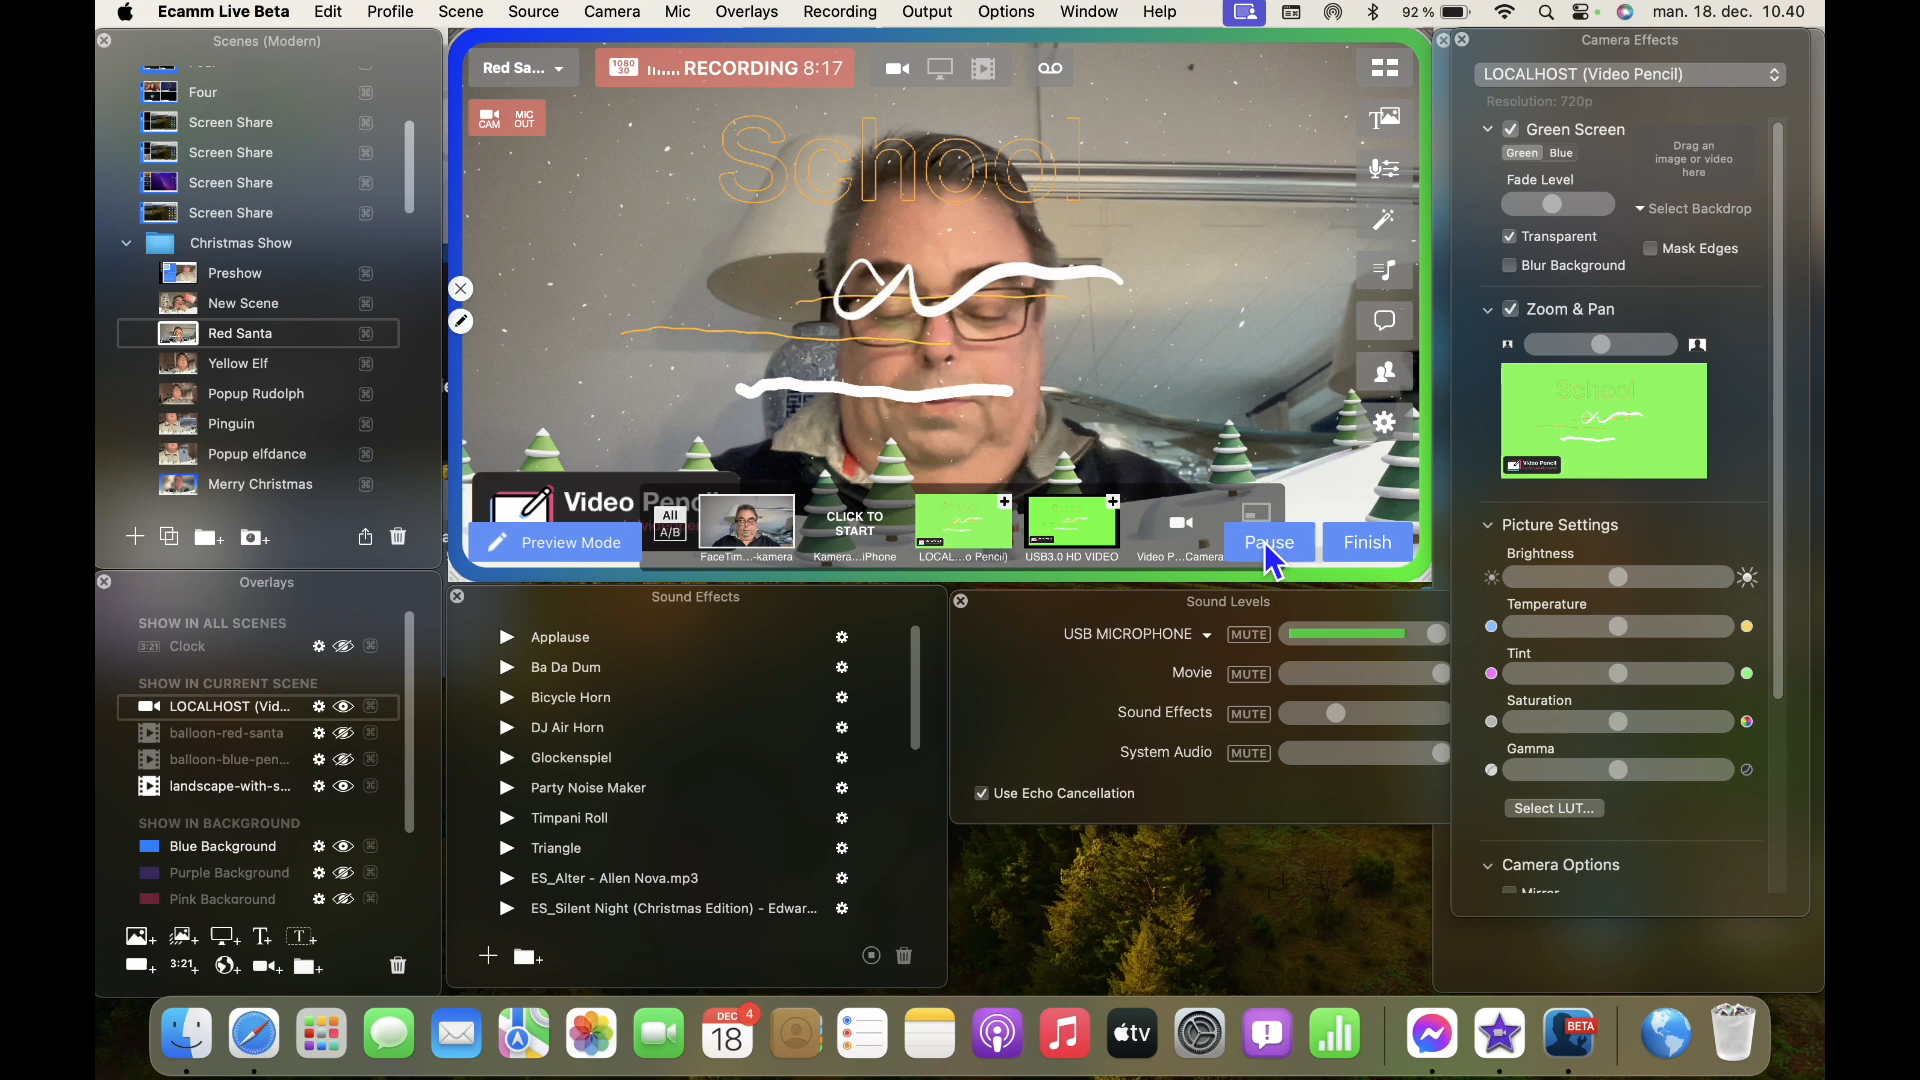 Ecamm Live Beta Edit Profile Scene Source Camera Mic Overlays Recording Output Options Window Help 92 % man. 18. dec. 10.40
Scenes (Modern)
Four
Screen Share
Screen Share
Screen Share
Screen Share
Christmas Show
Preshow
New Scene
Red Santa
Yellow Elf
Popup Rudolph
Pinguin
Popup elfdance
Merry Christmas
Overlays
SHOW IN ALL SCENES
3:21 Clock
SHOW IN CURRENT SCENE
LOCALHOST (Vid...
balloon-red-santa
balloon-blue-pen...
landscape-with-s...
SHOW IN BACKGROUND
Blue Background
Purple Background
Pink Background
3:21+
Red Sa...
1080 30 RECORDING 8:17
CAM MIC OUT
School
Video Penc
Preview Mode
All
A/B
CLICK TO START
FaceTim...-kamera Kamera...iPhone LOCAL...o Pencil) USB3.0 HD VIDEO Video P...Camera
Pause Finish
Sound Effects
Applause
Ba Da Dum
Bicycle Horn
DJ Air Horn
Glockenspiel
Party Noise Maker
Timpani Roll
Triangle
ES_Alter - Allen Nova.mp3
ES_Silent Night (Christmas Edition) - Edwar...
Sound Levels
USB MICROPHONE MUTE
Movie MUTE
Sound Effects MUTE
System Audio MUTE
Use Echo Cancellation
Camera Effects
LOCALHOST (Video Pencil)
Resolution: 720p
Green Screen
Green Blue
Drag an
image or video
here
Fade Level
Select Backdrop
Transparent
Mask Edges
Blur Background
Zoom & Pan
School
Video Pencil
Picture Settings
Brightness
Temperature
Tint
Saturation
Gamma
Select LUT...
Camera Options
Mirror
DEC 4
18
tv
BETA